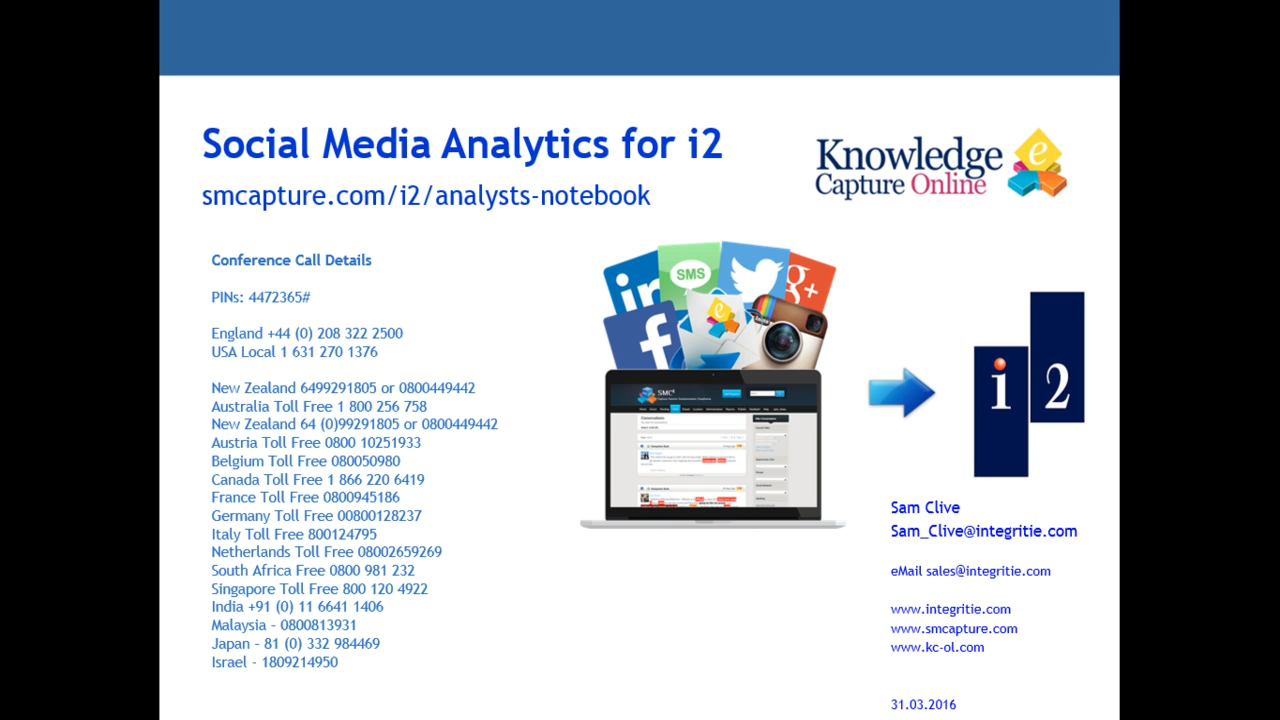 Social Media Analytics for i2
smcapture.com/i2/analysts-notebook
Knowledge
Capture Online
e
Conference Call Details
PINs: 4472365#
England +44 (0) 208 322 2500
USA Local 1 631 270 1376
New Zealand 6499291805 or 0800449442
Australia Toll Free 1 800 256 758
New Zealand 64 (0)99291805 or 0800449442
Austria Toll Free 0800 10251933
Belgium Toll Free 080050980
Canada Toll Free 1 866 220 6419
France Toll Free 0800945186
Germany Toll Free 00800128237
Italy Toll Free 800124795
Netherlands Toll Free 08002659269
South Africa Free 0800 981 232
Singapore Toll Free 800 120 4922
India +91 (0) 11 6641 1406
Malaysia – 0800813931
Japan – 81 (0) 332 984469
Israel - 1809214950
in
SMS
g+
f
e
i2
Sam Clive
Sam_Clive@integritie.com
eMail sales@integritie.com
www.integritie.com
www.smcapture.com
www.kc-ol.com
31.03.2016